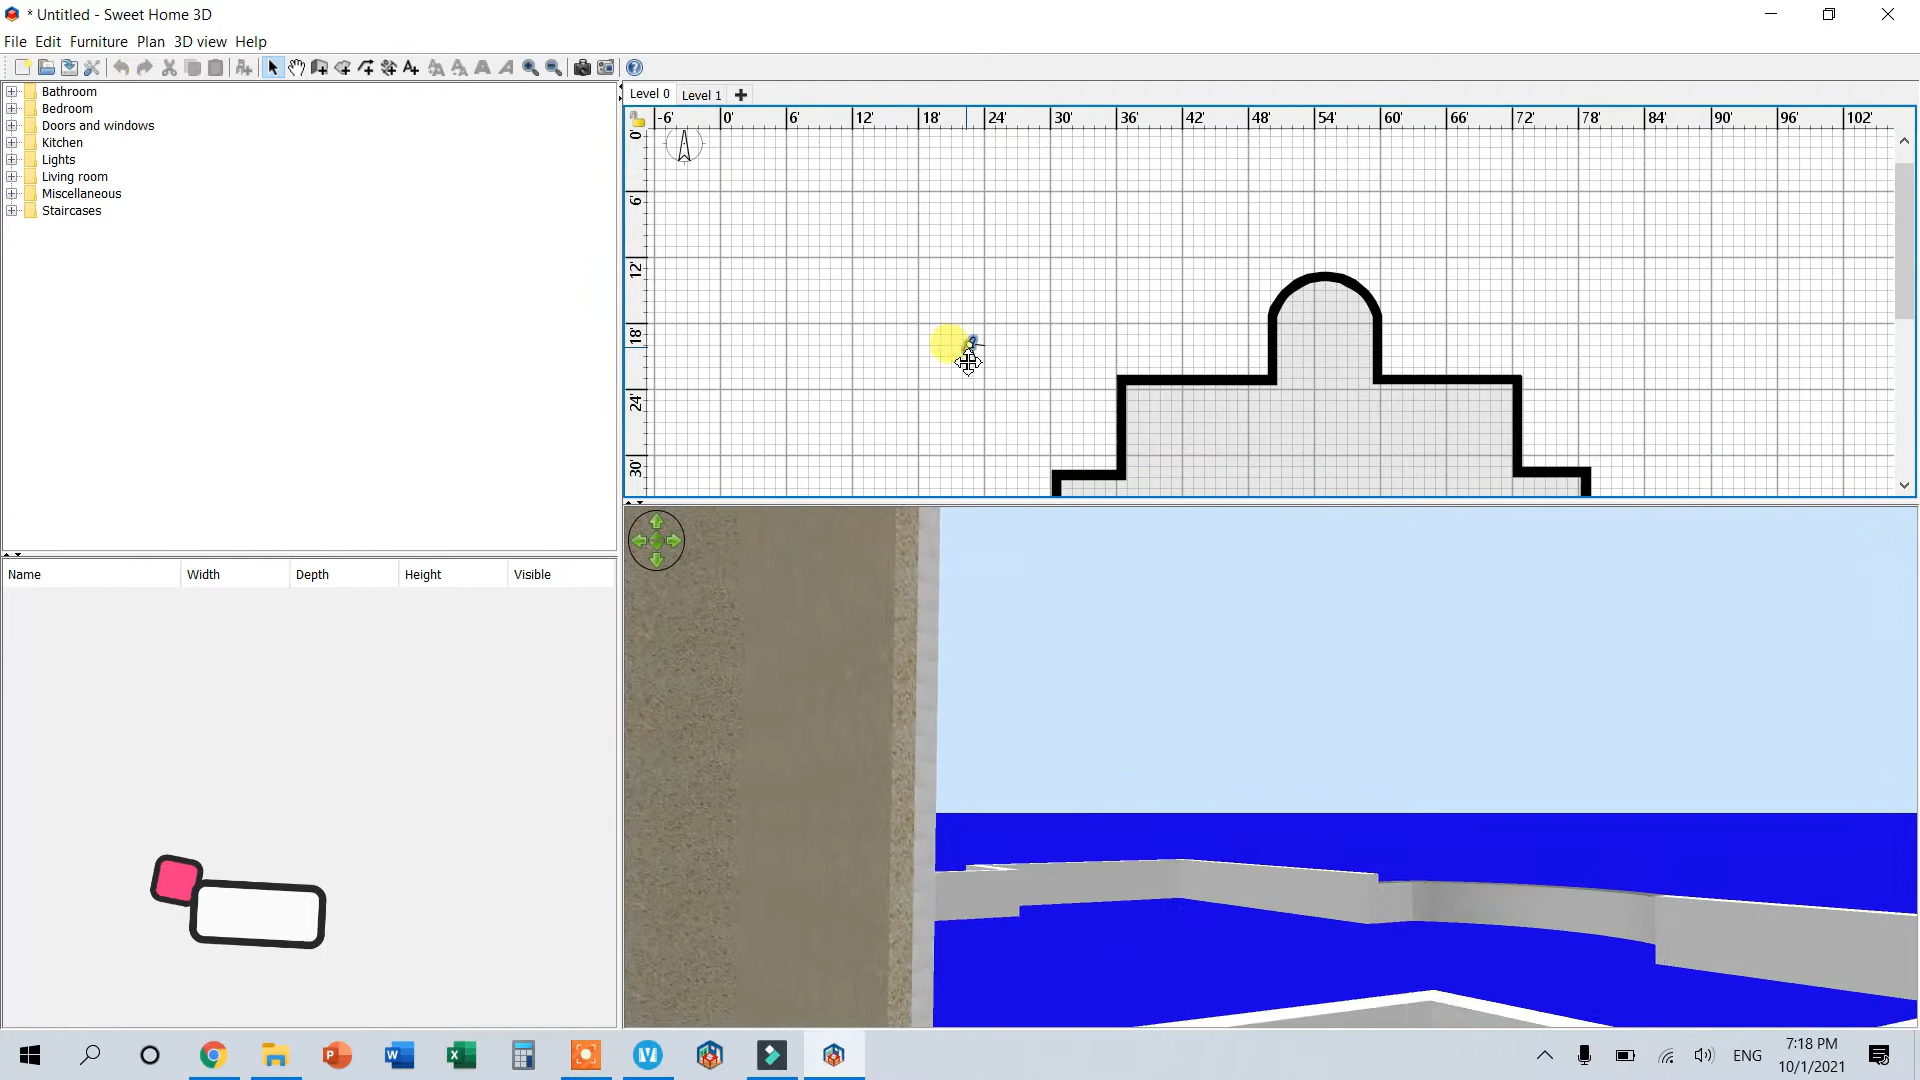 * Untitled - Sweet Home 3D
File Edit Furniture Plan 3D view Help
Bathroom
Bedroom
Doors and windows
Kitchen
Lights
Living room
Miscellaneous
Staircases
Level 0 Level 1
-6' 0' 6' 12' 18' 24' 30' 36' 42' 48' 54' 60' 66' 72' 78' 84' 90' 96' 102'
0'
6'
12'
18'
24'
30'
Name Width Depth Height Visible
ENG
7:18 PM
10/1/2021